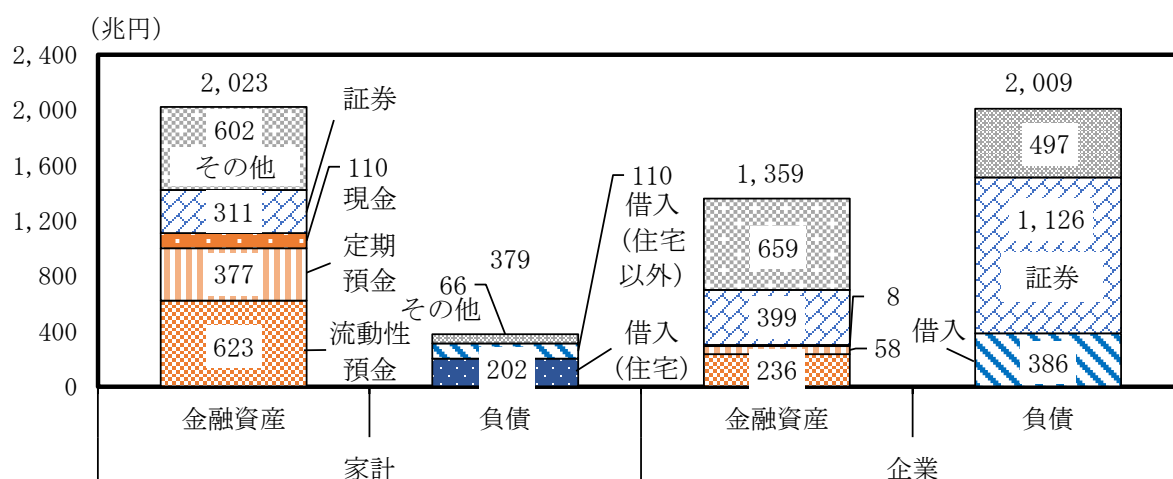 （兆円）
2,400
2,000
1,600
1,200
800
400
0
2,023
602
その他
311
377
623
証券
110
現金
定期
預金
流動性
預金
379
66
その他
202
110
借入
（住宅
以外）
借入
（住宅）
1,359
659
399
236
8
58
2,009
497
1,126
証券
386
借入
金融資産
負債
金融資産
負債
家計
企業